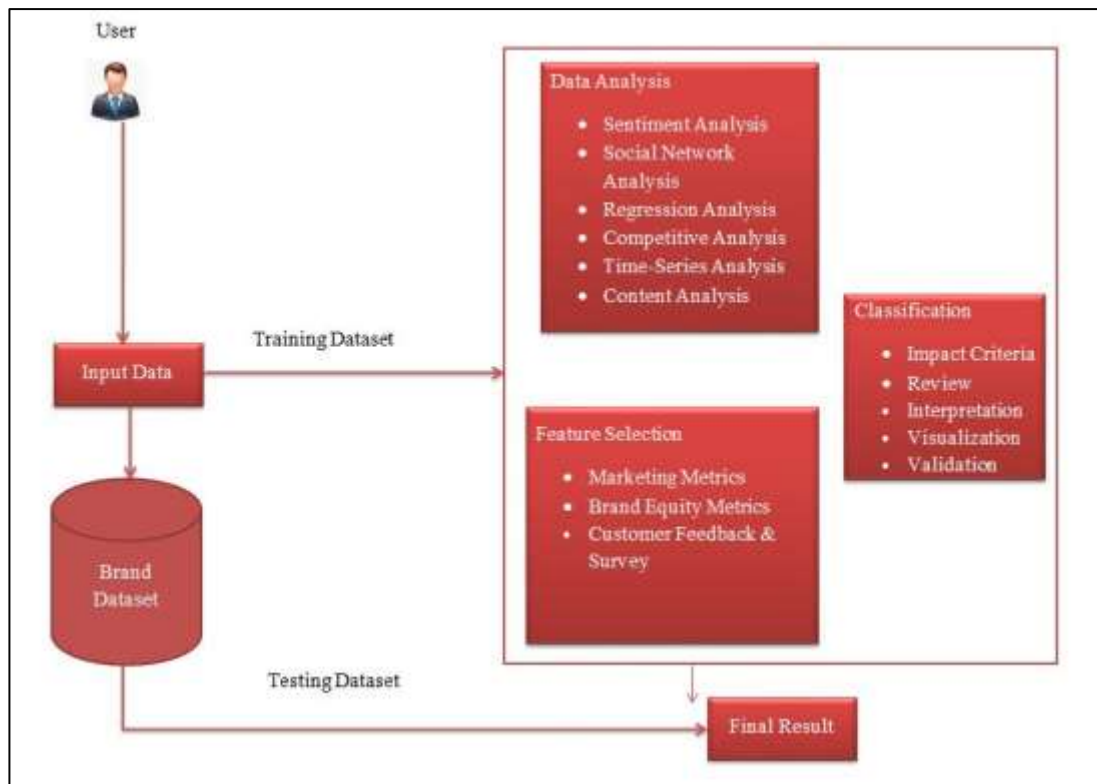 User
Data Analysis
• Sentiment Analysis
• Social Network
Analysis
• Regression Analysis
• Competitive Analysis
• Time-Series Analysis
• Content Analysis
Classification
• Impact Criteria
• Review
• Interpretation
• Visualization
• Validation
Training Dataset
Input Data
Feature Selection
• Marketing Metrics
• Brand Equity Metrics
• Customer Feedback &
Survey
Brand
Dataset
Testing Dataset
Final Result